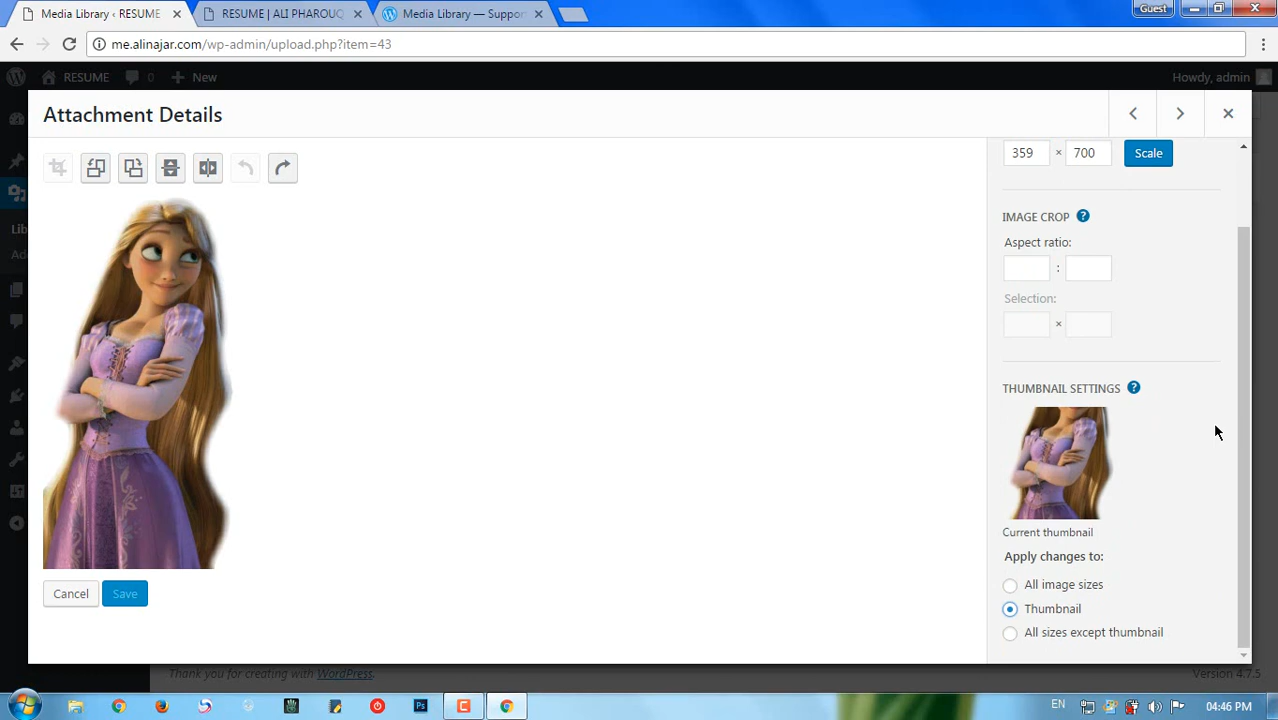 Media Library ‹ RESUME
RESUME | ALI PHAROUQ
Media Library — Suppor
Guest
me.alinajar.com/wp-admin/upload.php?item=43
RESUME
0
New
Howdy, admin
Attachment Details
359 × 700 Scale
IMAGE CROP ?
Aspect ratio:
:
Selection:
×
THUMBNAIL SETTINGS ?
Current thumbnail
Apply changes to:
All image sizes
Thumbnail
All sizes except thumbnail
Cancel Save
Lib
Ad
Thank you for creating with WordPress.
Version 4.7.5
Ps
EN
04:46 PM